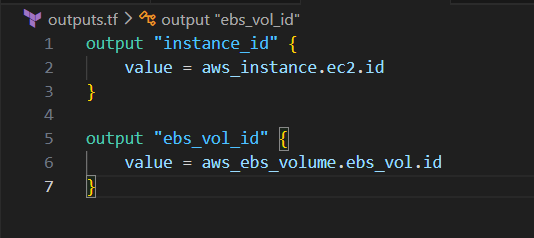 outputs.tf > output "ebs_vol_id"
1 output "instance_id" {
2 value = aws_instance.ec2.id
3 }
4
5 output "ebs_vol_id" {
6 value = aws_ebs_volume.ebs_vol.id
7 }